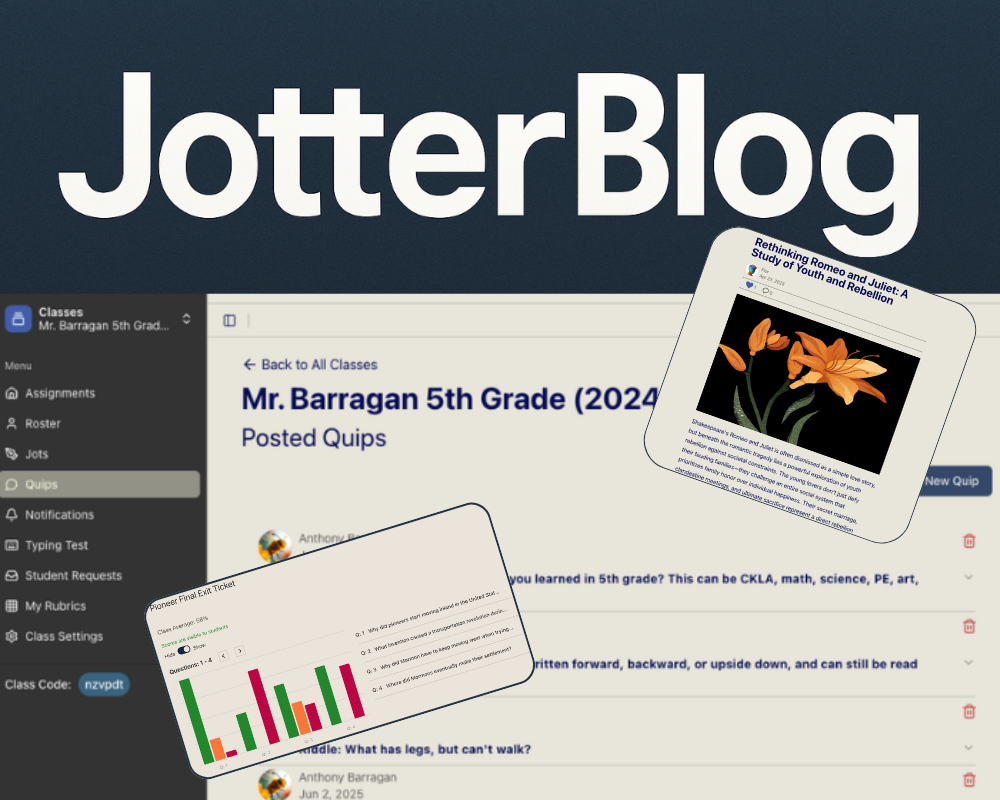 JotterBlog
Classes
Mr. Barragan 5th Grad...
Menu
Assignments
Roster
Jots
Quips
Notifications
Typing Test
Student Requests
My Rubrics
Class Settings
Class Code: nzvpdt
← Back to All Classes
Mr. Barragan 5th Grade (2024
Posted Quips
New Quip
Anthony
you learned in 5th grade? This can be CKLA, math, science, PE, art,
ritten forward, backward, or upside down, and can still be read
Riddle: What has legs, but can't walk?
Anthony Barragan
Jun 2, 2025
Rethinking Romeo and Juliet: A
Study of Youth and Rebellion
Shakespeare's Romeo and Juliet is often dismissed as a simple love story,
but beneath the romantic tragedy lies a powerful exploration of youth
rebellion against societal constraints. The young lovers don't just defy
their feuding families—they challenge an entire social system that
prioritizes family honor over individual happiness. Their secret marriage,
clandestine meetings, and ultimate sacrifice represent a direct rebellion
Pioneer Final Exit Ticket
Class Average: 58%
Scores are visible to students
Hide Show
Questions: 1 - 4
Q: 1 Why did pioneers start moving inland in the United Stat...
Q: 2 What invention caused a transportation revolution durin...
Q: 3 Why did Mormon have to keep moving west when trying...
Q: 4 Where did Mormons eventually make their settlement?
Q: 1
Q: 2
Q: 3
Q: 4